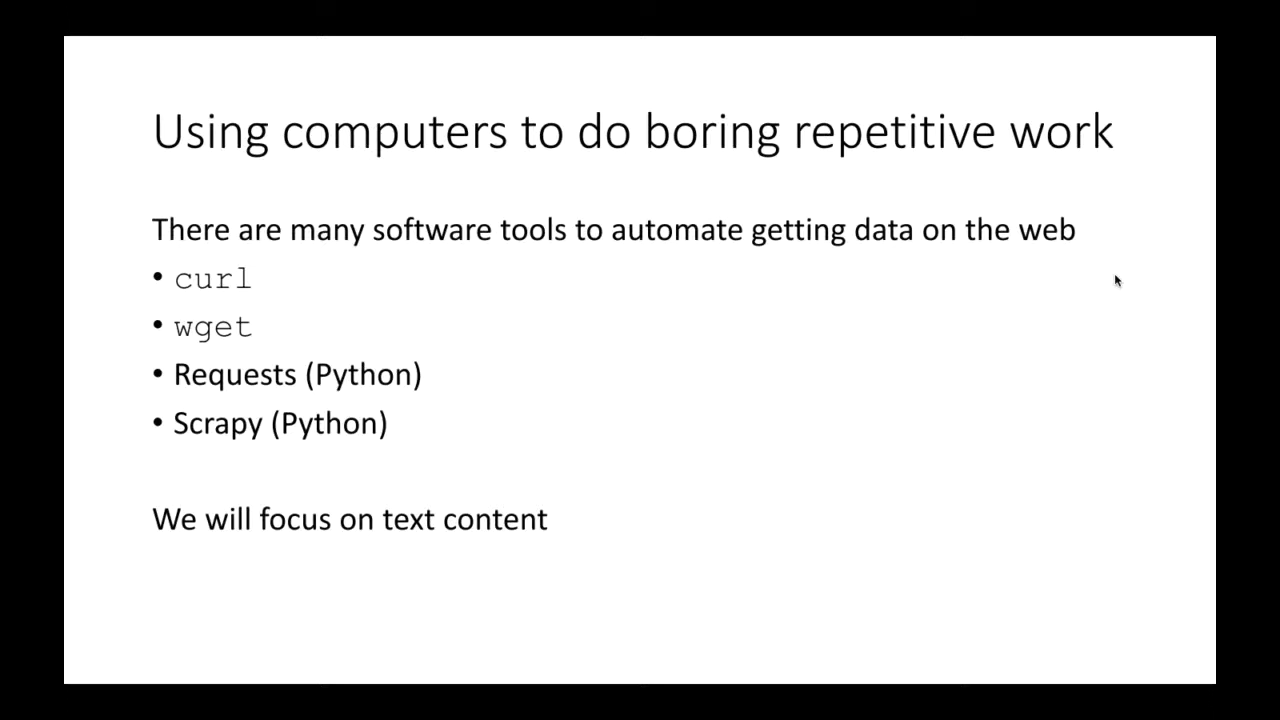 Using computers to do boring repetitive work
There are many software tools to automate getting data on the web
• curl
• wget
• Requests (Python)
• Scrapy (Python)
We will focus on text content